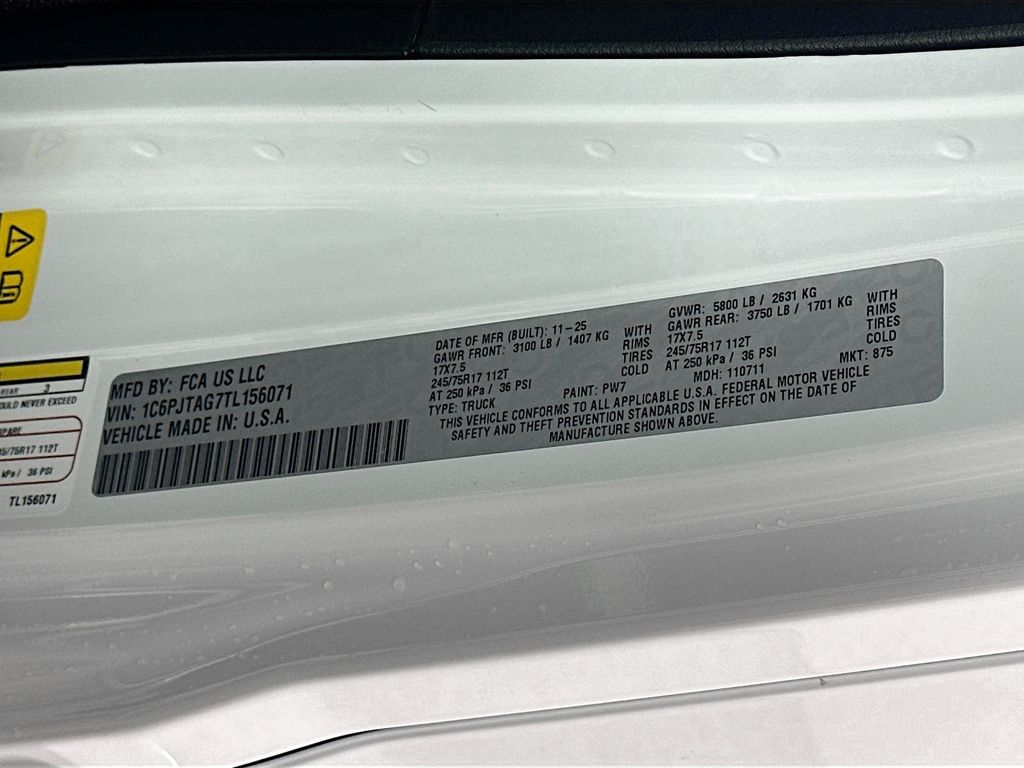 MFD BY: FCA US LLC
VIN: 1C6PJTAG7TL156071
VEHICLE MADE IN: U.S.A.
DATE OF MFR (BUILT): 11-25
GAWR FRONT: 3100 LB / 1407 KG WITH
17X7.5 RIMS
245/75R17 112T TIRES
AT 250 kPa / 36 PSI COLD
TYPE: TRUCK
PAINT: PW7
GVWR: 5800 LB / 2631 KG
GAWR REAR: 3750 LB / 1701 KG WITH
17X7.5 RIMS
245/75R17 112T TIRES
AT 250 kPa / 36 PSI COLD
MDH: 110711
MKT: 875
THIS VEHICLE CONFORMS TO ALL APPLICABLE U.S.A. FEDERAL MOTOR VEHICLE
SAFETY AND THEFT PREVENTION STANDARDS IN EFFECT ON THE DATE OF
MANUFACTURE SHOWN ABOVE.
REAR 3
NEVER EXCEED
112T
kPa / 36 PSI
TL156071